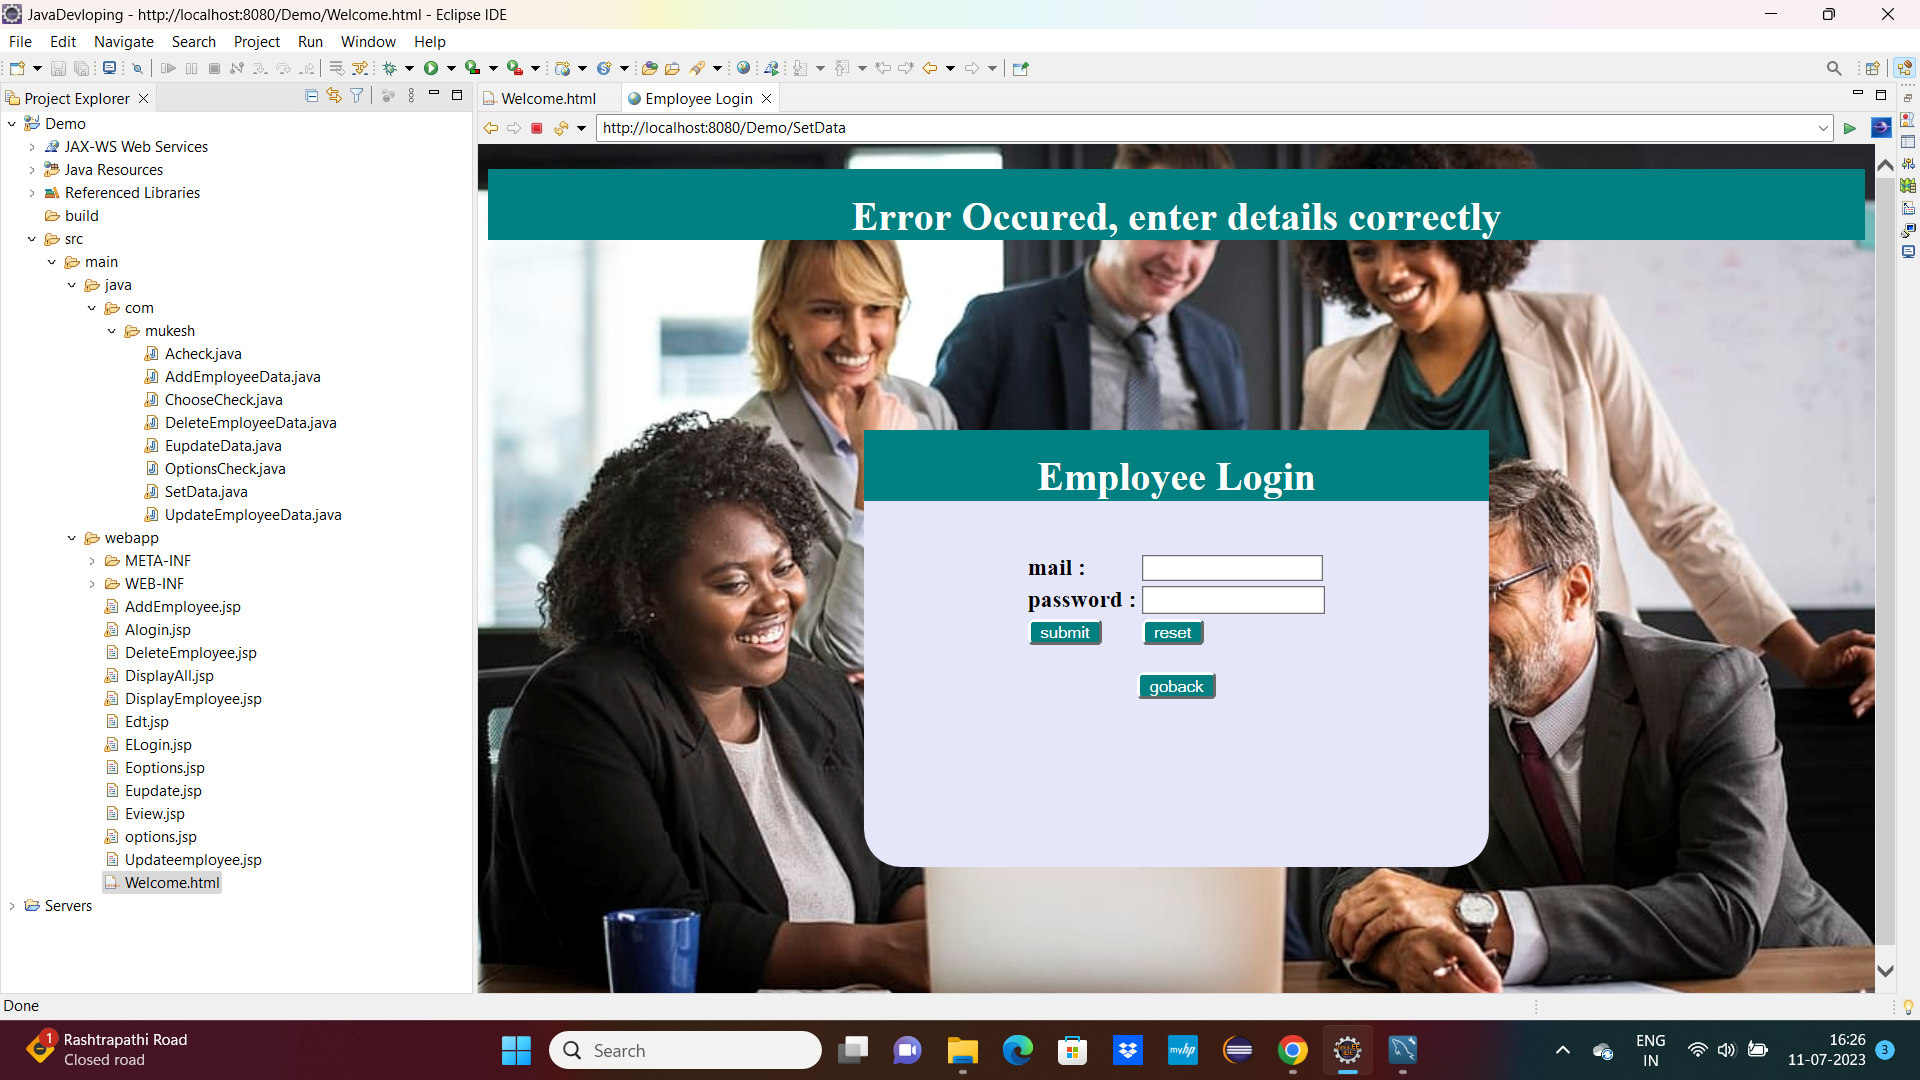 JavaDevloping - http://localhost:8080/Demo/Welcome.html - Eclipse IDE
File Edit Navigate Search Project Run Window Help
Project Explorer
Welcome.html
Employee Login
http://localhost:8080/Demo/SetData
Demo
JAX-WS Web Services
Java Resources
Referenced Libraries
build
src
main
java
com
mukesh
Acheck.java
AddEmployeeData.java
ChooseCheck.java
DeleteEmployeeData.java
EupdateData.java
OptionsCheck.java
SetData.java
UpdateEmployeeData.java
webapp
META-INF
WEB-INF
AddEmployee.jsp
Alogin.jsp
DeleteEmployee.jsp
DisplayAll.jsp
DisplayEmployee.jsp
Edt.jsp
ELogin.jsp
Eoptions.jsp
Eupdate.jsp
Eview.jsp
options.jsp
Updateemployee.jsp
Welcome.html
Servers
Error Occured, enter details correctly
Employee Login
mail :
password :
submit reset
goback
Done
1
Rashtrapathi Road
Closed road
Search
myhp
ENG
IN
16:26
11-07-2023
3